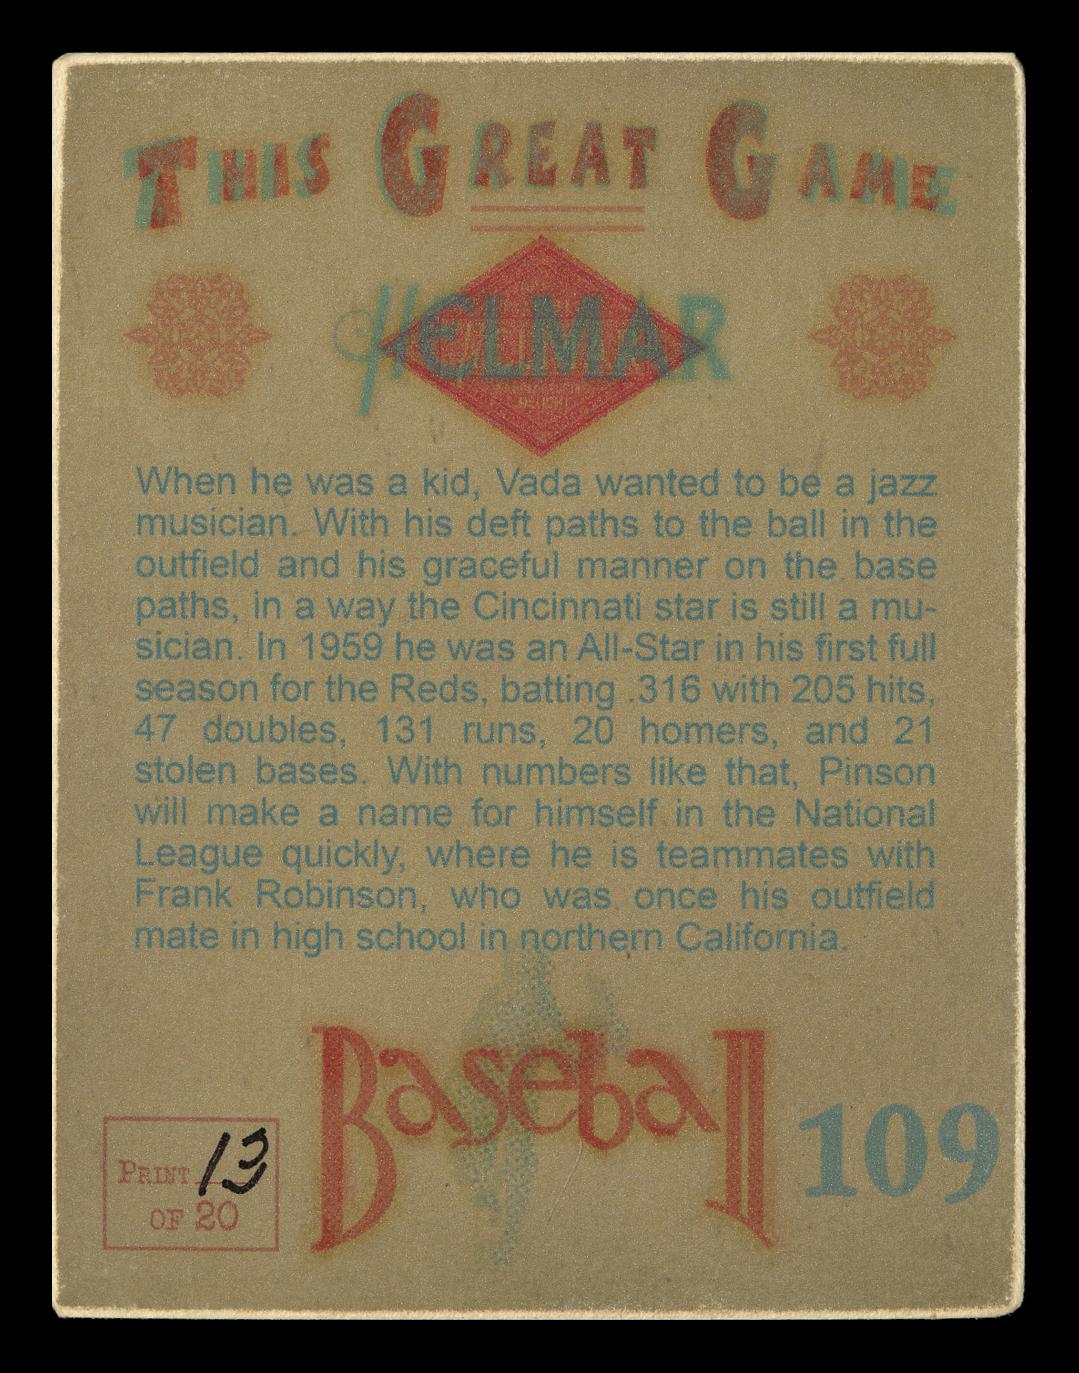 THIS GREAT GAME
HELMAR
When he was a kid, Vada wanted to be a jazz
musician. With his deft paths to the ball in the
outfield and his graceful manner on the base
paths, in a way the Cincinnati star is still a mu-
sician. In 1959 he was an All-Star in his first full
season for the Reds, batting .316 with 205 hits,
47 doubles, 131 runs, 20 homers, and 21
stolen bases. With numbers like that, Pinson
will make a name for himself in the National
League quickly, where he is teammates with
Frank Robinson, who was once his outfield
mate in high school in northern California.
Baseball
109
PRINT 13
OF 20